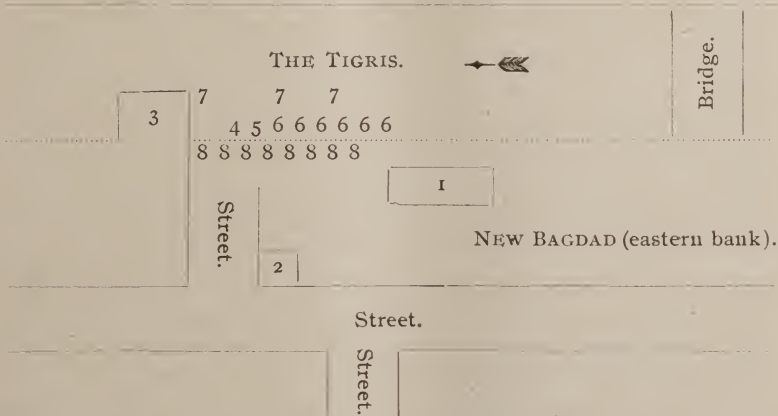 THE TIGRIS.
Bridge.
7 7 7
3
4 5 6 6 6 6 6 6
8 8 8 8 8 8 8 8
1
Street.
NEW BAGDAD (eastern bank).
2
Street.
Street.